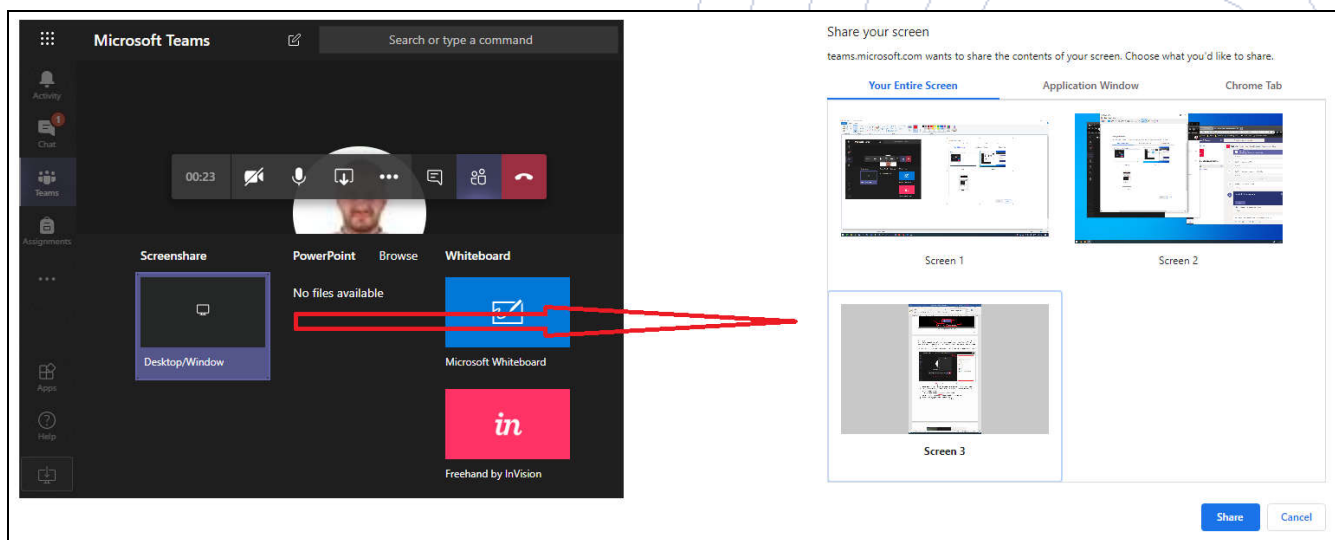 Microsoft Teams
Search or type a command
Activity
1
Chat
Teams
Assignments
Apps
Help
00:23
Screenshare
PowerPoint
Browse
Whiteboard
No files available
Desktop/Window
Microsoft Whiteboard
in
Freehand by InVision
Share your screen
teams.microsoft.com wants to share the contents of your screen. Choose what you'd like to share.
Your Entire Screen
Application Window
Chrome Tab
Screen 1
Screen 2
Screen 3
Share
Cancel